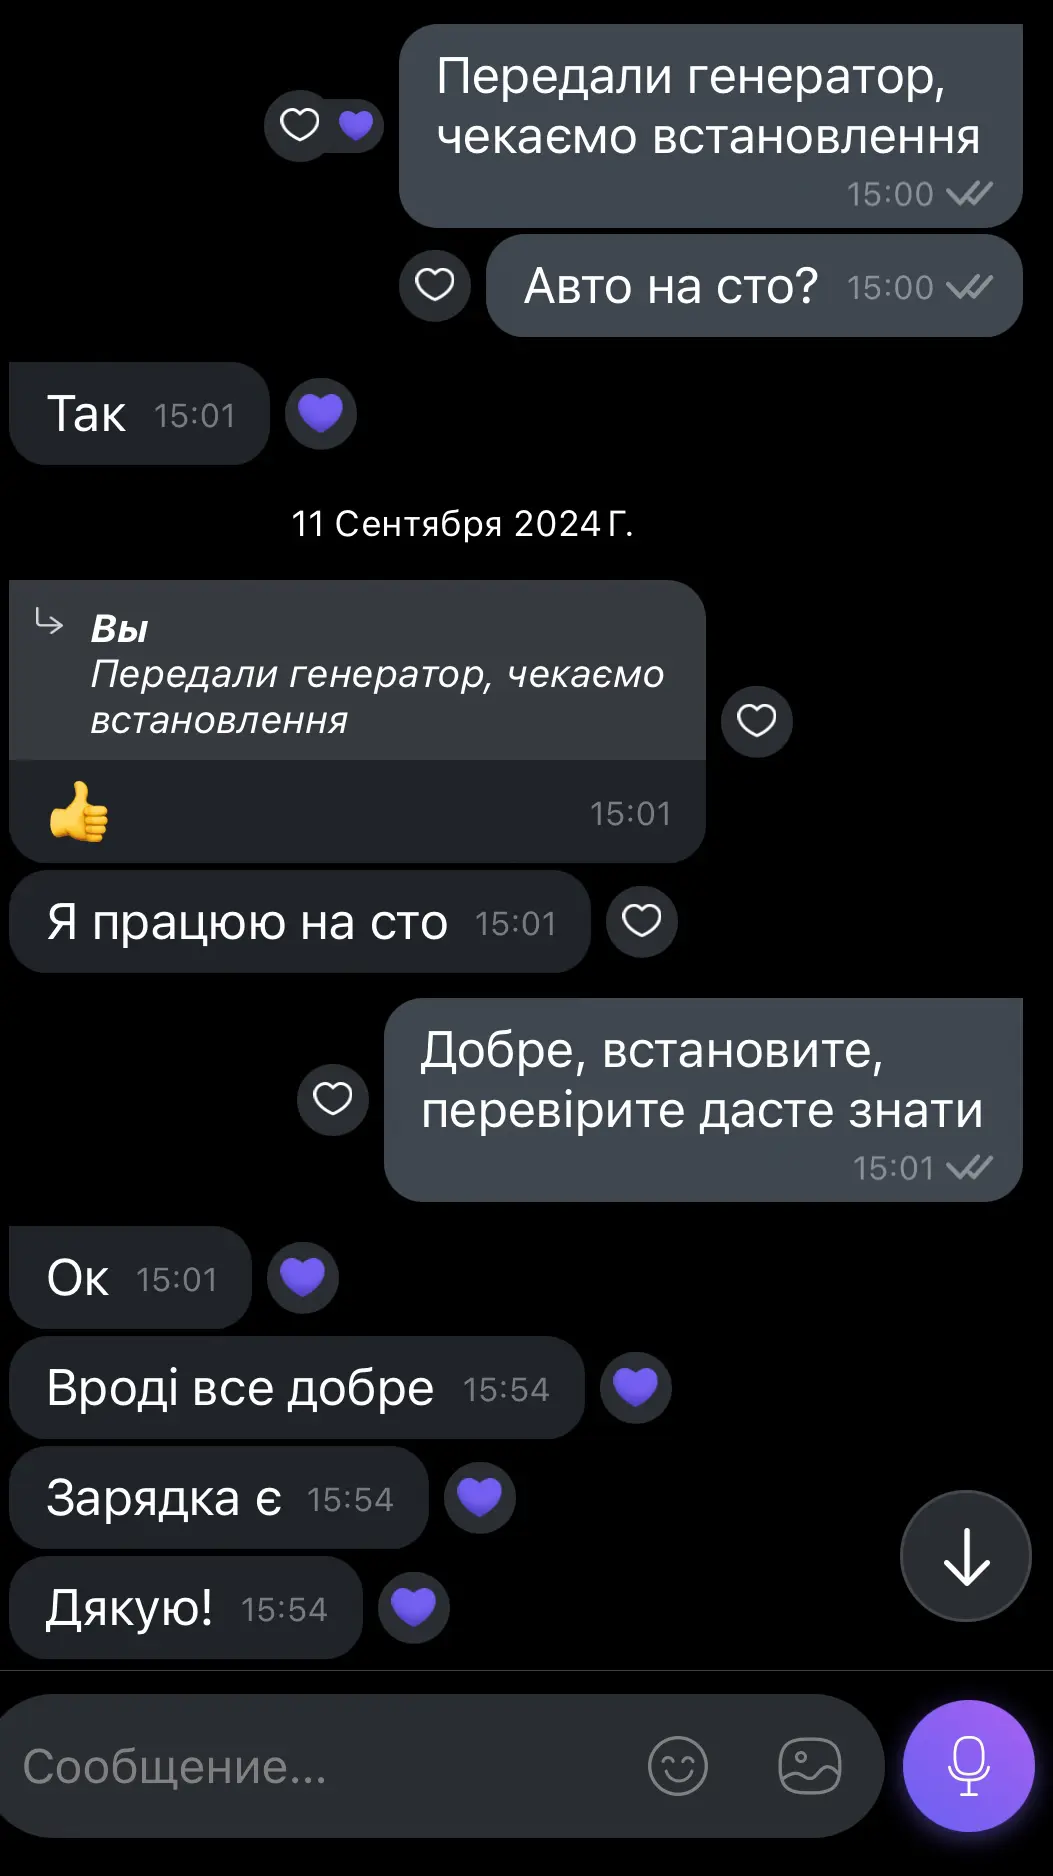 Передали генератор,
чекаємо встановлення
15:00
Авто на сто? 15:00
Так 15:01
11 Сентября 2024 Г.
Вы
Передали генератор, чекаємо
встановлення
👍 15:01
Я працюю на сто 15:01
Добре, встановите,
перевірите дасте знати
15:01
Ок 15:01
Вроді все добре 15:54
Зарядка є 15:54
Дякую! 15:54
Сообщение...